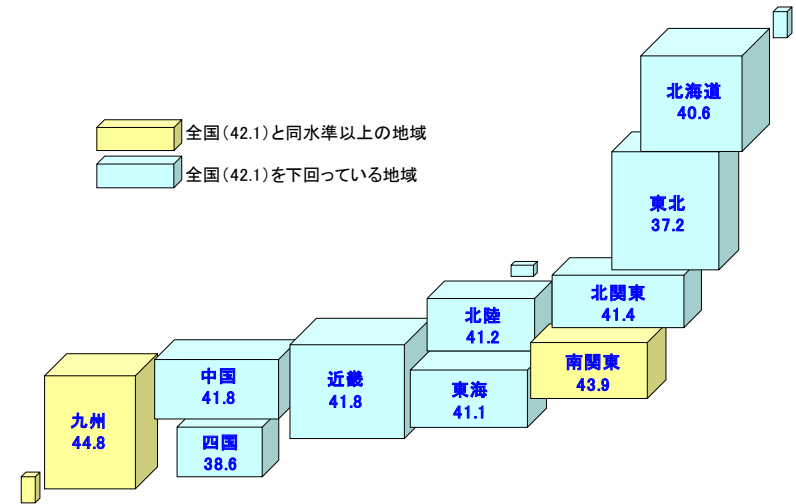 全国(42.1)と同水準以上の地域
全国(42.1)を下回っている地域
北海道
40.6
東北
37.2
北関東
41.4
北陸
41.2
南関東
43.9
東海
41.1
近畿
41.8
中国
41.8
四国
38.6
九州
44.8